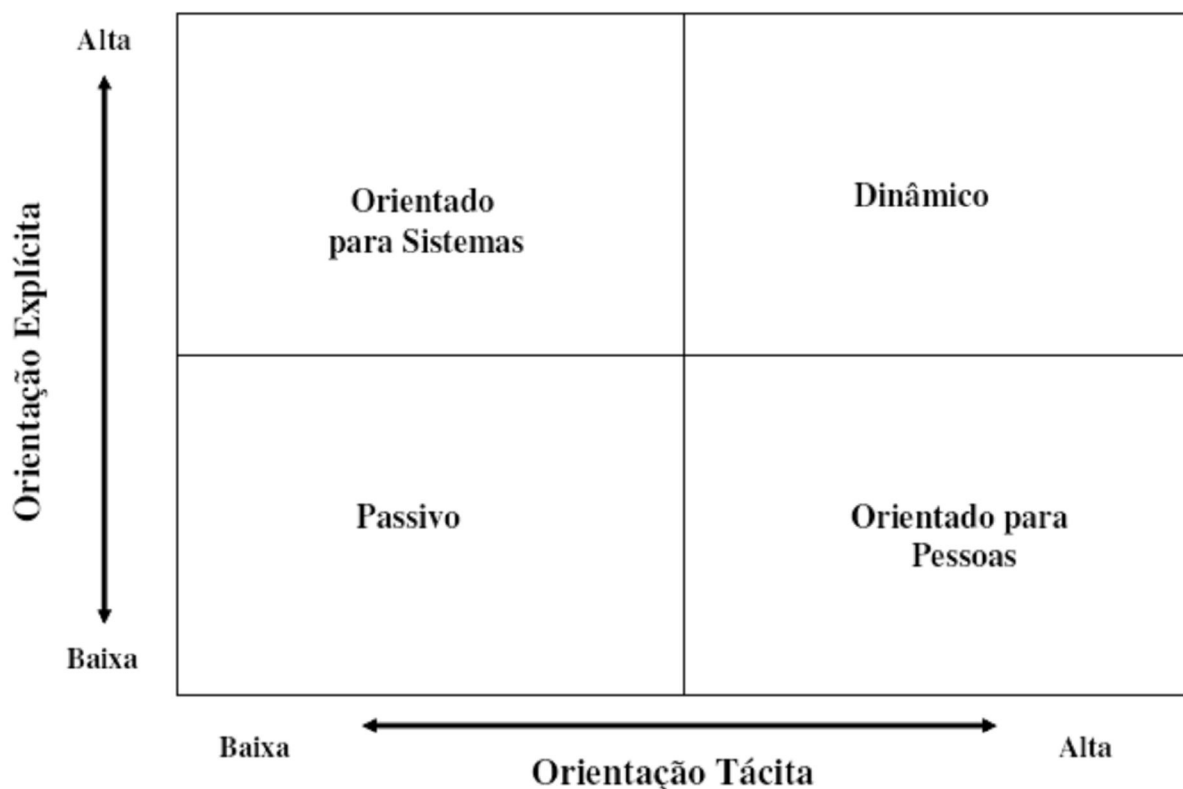 Alta
Orientação Explícita
Orientado
para Sistemas
Dinâmico
Passivo
Orientado para
Pessoas
Baixa
Baixa
Alta
Orientação Tácita